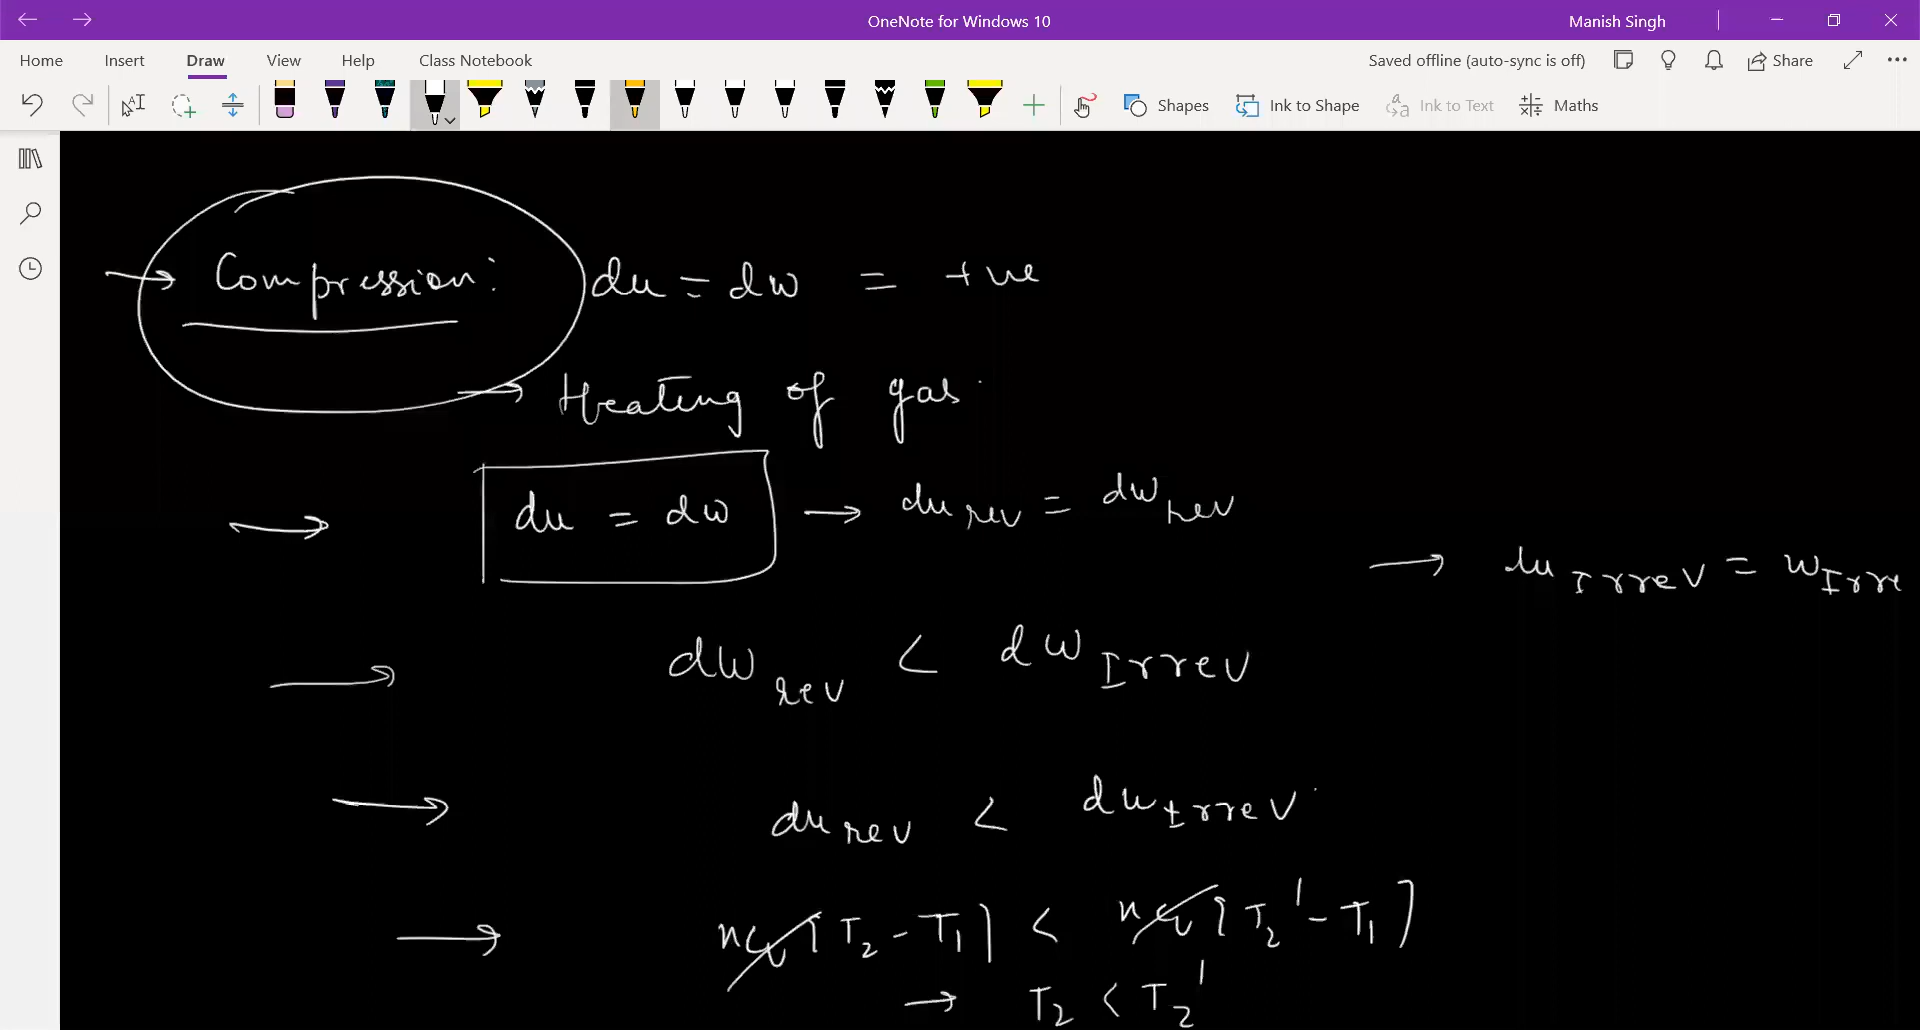 OneNote for Windows 10
Manish Singh
Home Insert Draw View Help Class Notebook
Saved offline (auto-sync is off) Share
Shapes Ink to Shape Ink to Text Maths
→ Compression: du = dw = +ve
→ Heating of gas
→ du = dw → du rev = dw rev
→ du Irrev = w Irre
→ dw rev < dw Irrev
→ du rev < du Irrev
→ ncv [T2 - T1] < ncv [T2' - T1]
→ T2 < T2'